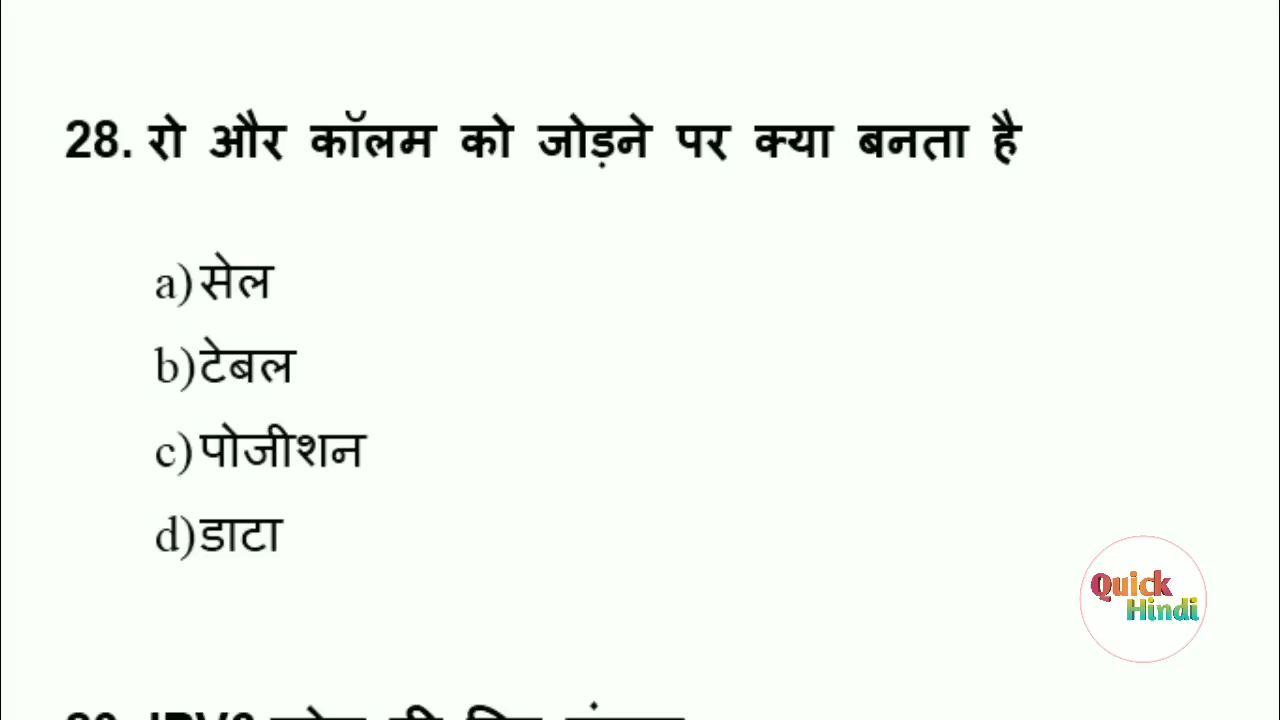 28. रो और कॉलम को जोड़ने पर क्या बनता है
a)सेल
b)टेबल
c)पोजीशन
d)डाटा
Quick
Hindi